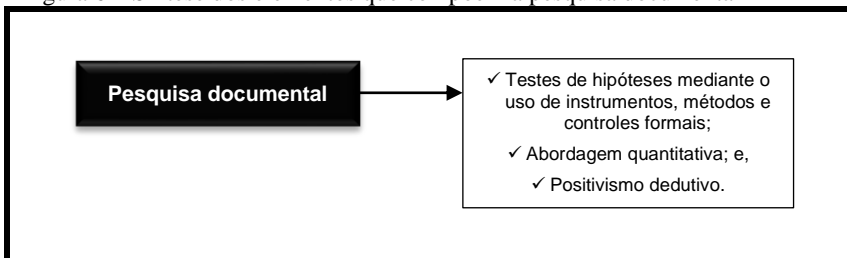 Pesquisa documental
✓ Testes de hipóteses mediante o
uso de instrumentos, métodos e
controles formais;
✓ Abordagem quantitativa; e,
✓ Positivismo dedutivo.